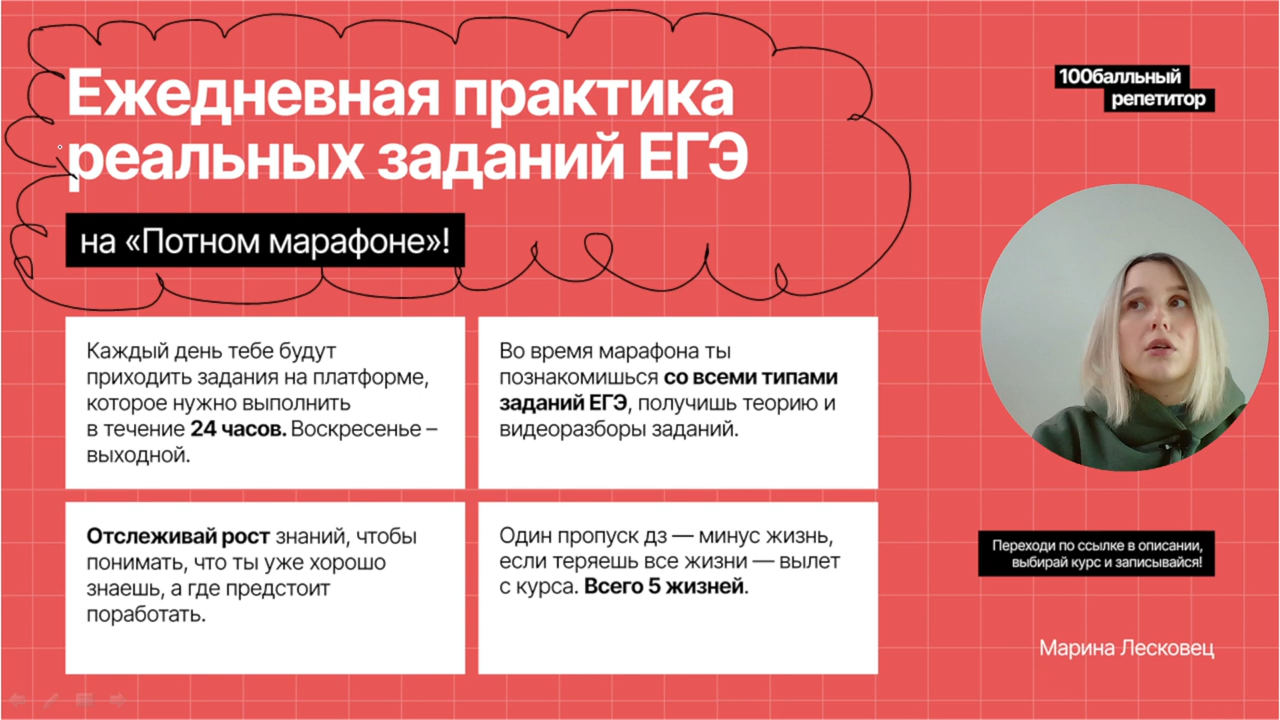 Ежедневная практика
реальных заданий ЕГЭ
на «Потном марафоне»!
100балльный
репетитор
Каждый день тебе будут
приходить задания на платформе,
которое нужно выполнить
в течение 24 часов. Воскресенье –
выходной.
Во время марафона ты
познакомишься со всеми типами
заданий ЕГЭ, получишь теорию и
видеоразборы заданий.
Отслеживай рост знаний, чтобы
понимать, что ты уже хорошо
знаешь, а где предстоит
поработать.
Один пропуск дз — минус жизнь,
если теряешь все жизни — вылет
с курса. Всего 5 жизней.
Переходи по ссылке в описании,
выбирай курс и записывайся!
Марина Лесковец